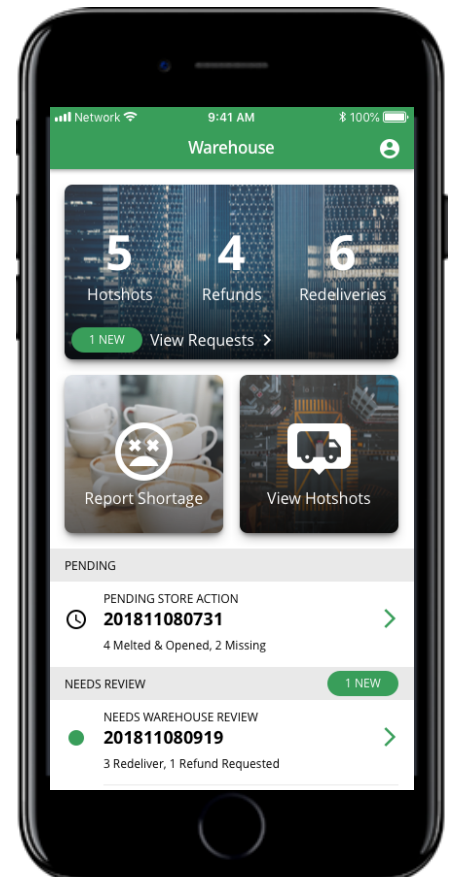 Network 9:41 AM 100%
Warehouse
5 4 6
Hotshots Refunds Redeliveries
1 NEW View Requests
Report Shortage View Hotshots
PENDING
PENDING STORE ACTION
201811080731
4 Melted & Opened, 2 Missing
NEEDS REVIEW 1 NEW
NEEDS WAREHOUSE REVIEW
201811080919
3 Redeliver, 1 Refund Requested